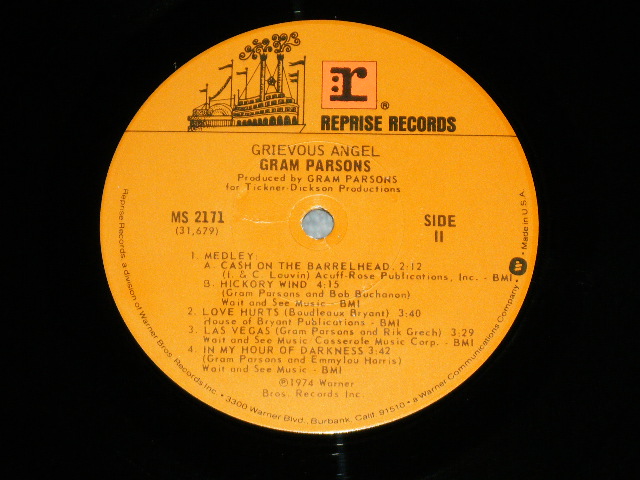 r ®
REPRISE RECORDS
GRIEVOUS ANGEL
GRAM PARSONS
Produced by GRAM PARSONS
for Tickner-Dickson Productions
MS 2171
(31,679)
SIDE
II
1. MEDLEY:
A. CASH ON THE BARRELHEAD 2:12
(I. & C. Louvin) Acuff-Rose Publications, Inc. - BMI
B. HICKORY WIND 4:15
(Gram Parsons and Bob Buchanon)
Wait and See Music - BMI
2. LOVE HURTS (Boudleaux Bryant) 3:40
House of Bryant Publications - BMI
3. LAS VEGAS (Gram Parsons and Rik Grech) 3:29
Wait and See Music/Casserole Music Corp. - BMI
4. IN MY HOUR OF DARKNESS 3:42
(Gram Parsons and Emmylou Harris)
Wait and See Music - BMI
℗1974 Warner
Bros. Records Inc.
Reprise Records, a division of Warner Bros. Records Inc. • 3300 Warner Blvd., Burbank, Calif. 91510 • a Warner Communications Company • Made in U.S.A.